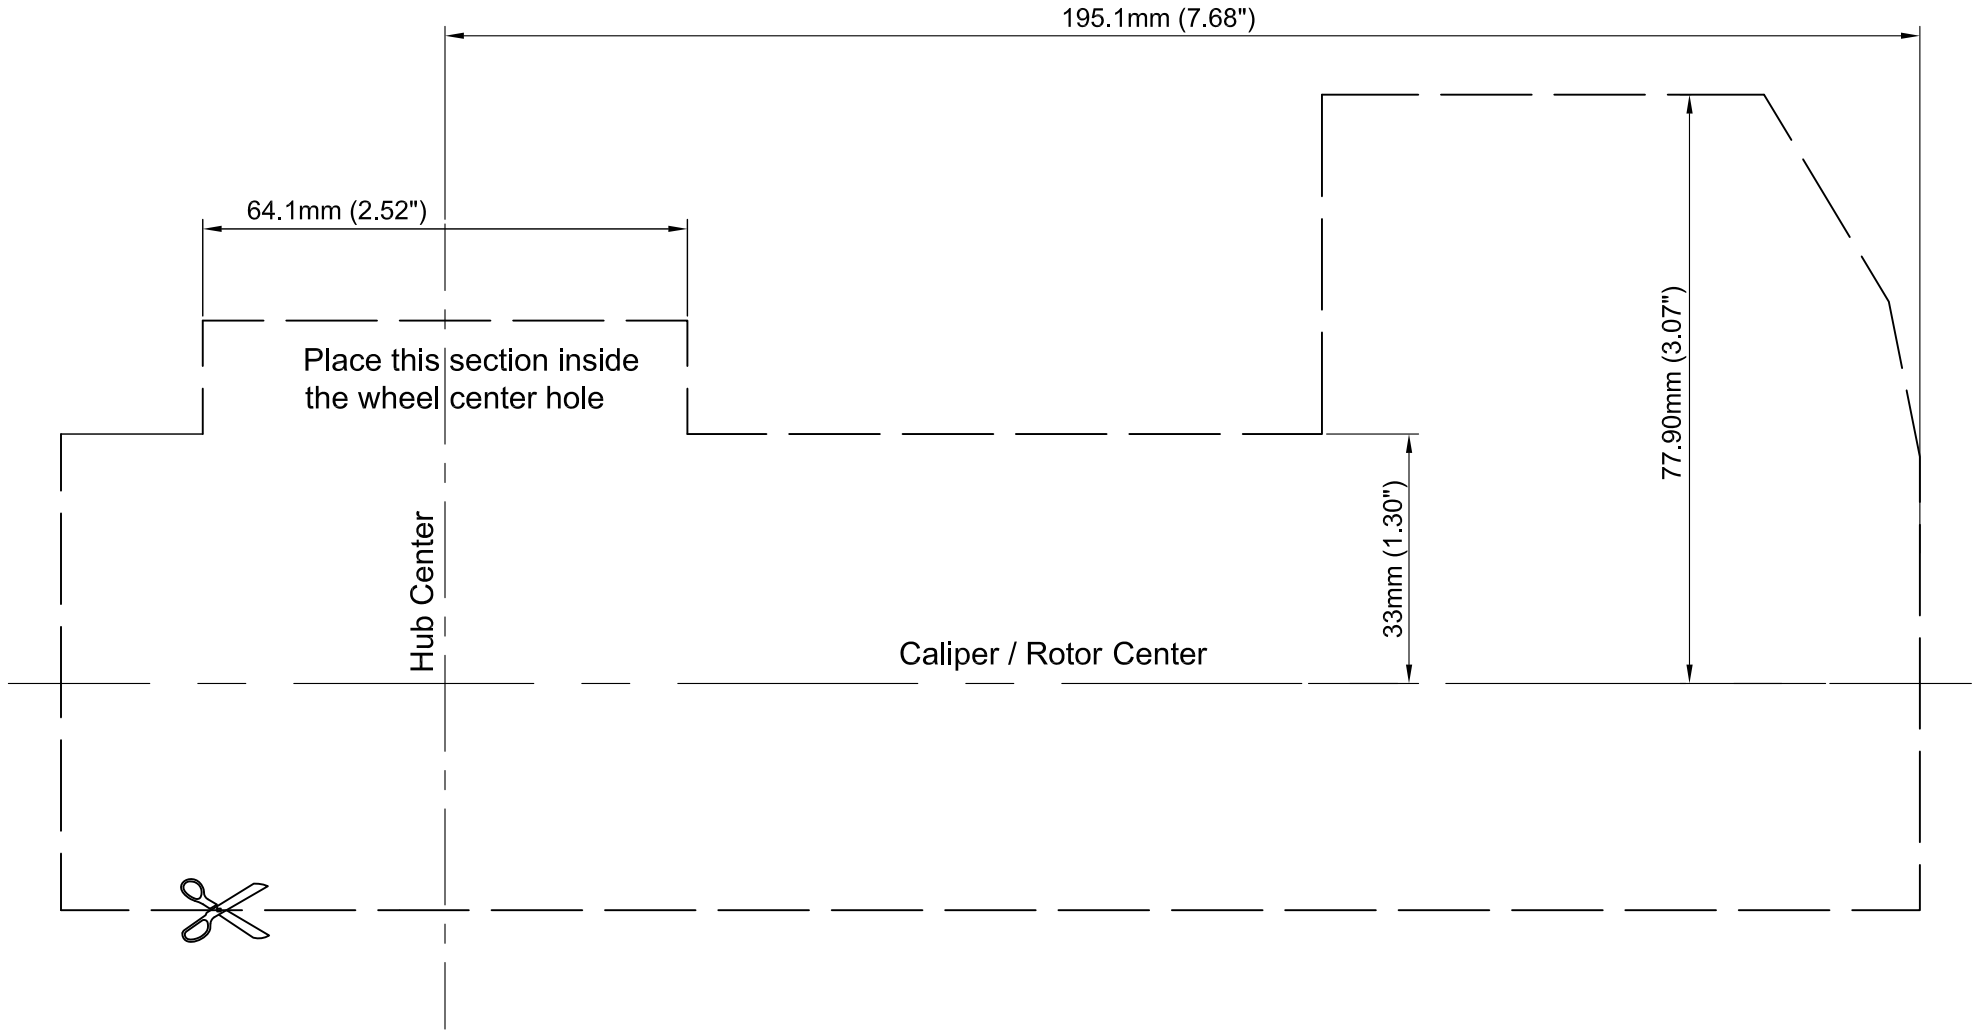 195.1mm (7.68")
64.1mm (2.52")
Place this section inside
the wheel center hole
77.90mm (3.07")
33mm (1.30")
Hub Center
Caliper / Rotor Center